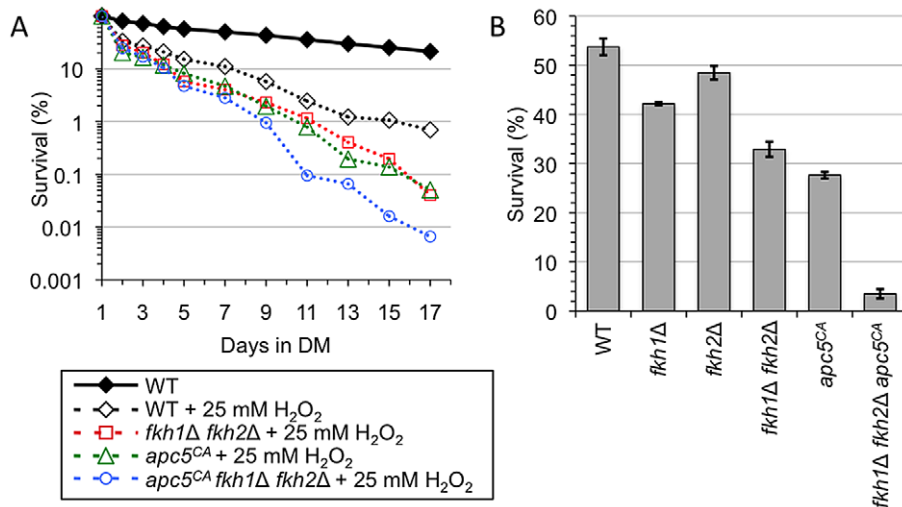 A
Survival (%)
10
1
0.1
0.01
0.001
1 3 5 7 9 11 13 15 17
Days in DM
WT
WT + 25 mM H₂O₂
fkh1Δ fkh2Δ + 25 mM H₂O₂
apc5ᶜᴬ + 25 mM H₂O₂
apc5ᶜᴬ fkh1Δ fkh2Δ + 25 mM H₂O₂
B
Survival (%)
60
50
40
30
20
10
0
WT
fkh1Δ
fkh2Δ
fkh1Δ fkh2Δ
apc5ᶜᴬ
fkh1Δ fkh2Δ apc5ᶜᴬ